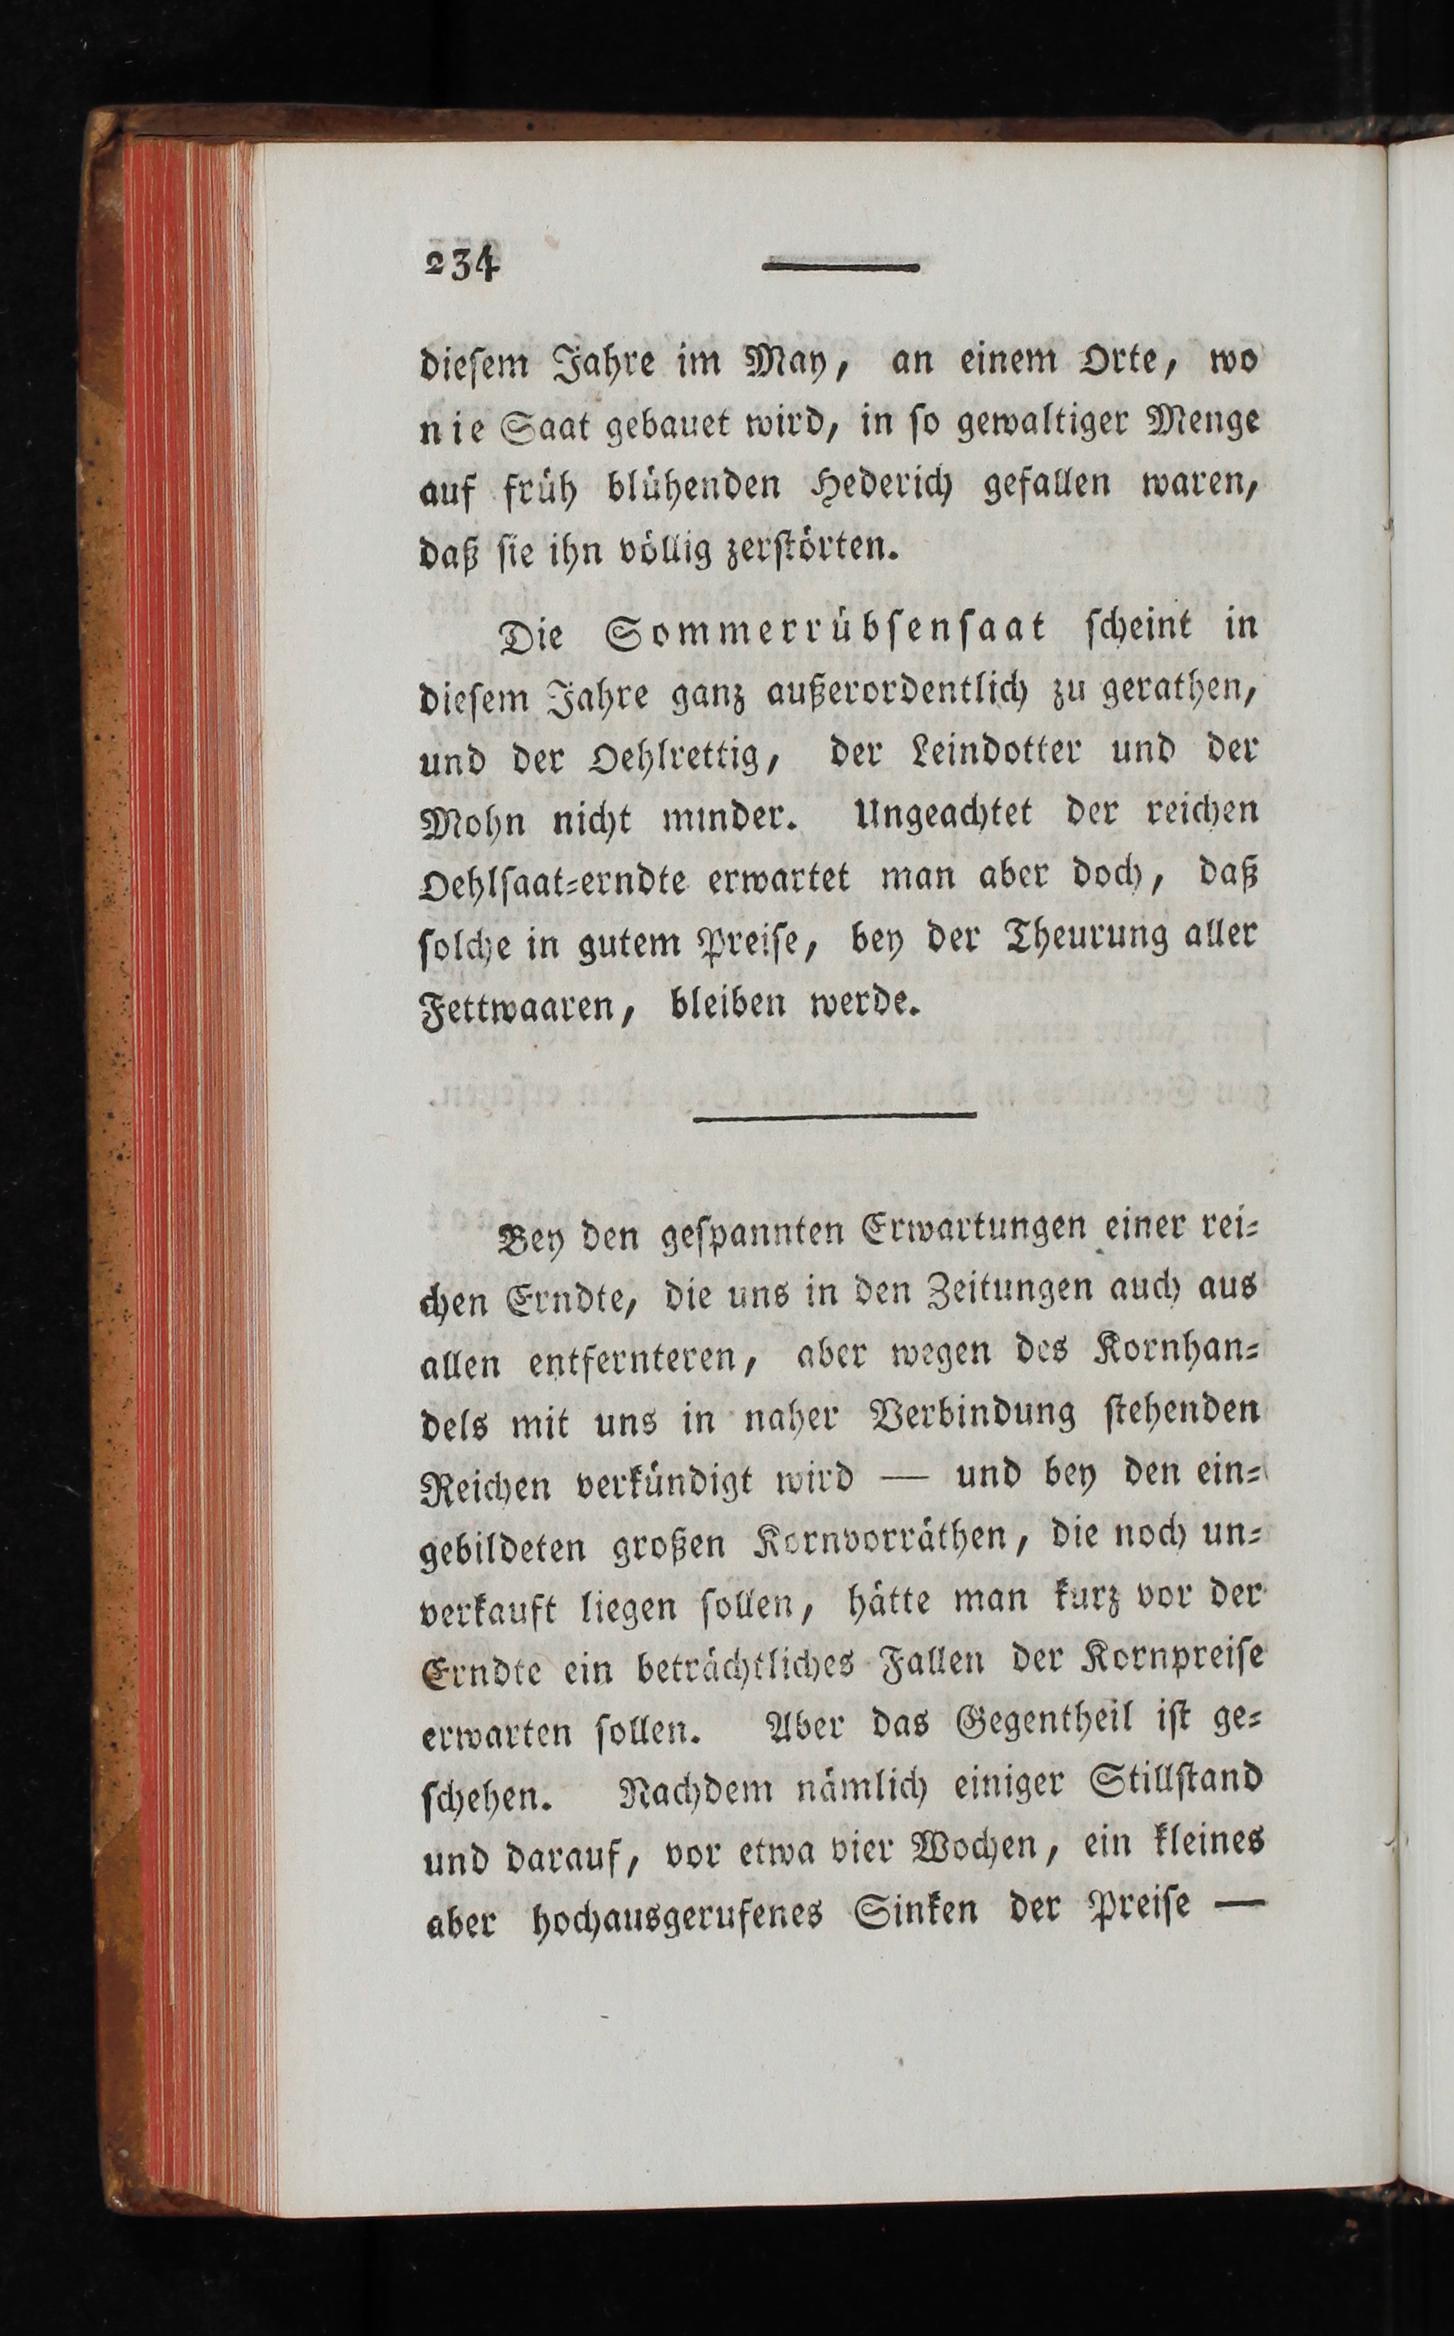 234
diesem Jahre im May, an einem Orte, wo
nie Saat gebauet wird, in so gewaltiger Menge
auf früh blühenden Hederich gefallen waren,
daß sie ihn völlig zerstörten.
Die Sommerrübsensaat scheint in
diesem Jahre ganz außerordentlich zu gerathen,
und der Oehlrettig, der Leindotter und der
Mohn nicht minder. Ungeachtet der reichen
Oehlsaat-erndte erwartet man aber doch, daß
solche in gutem Preise, bey der Theurung aller
Fettwaaren, bleiben werde.
Bey den gespannten Erwartungen einer rei-
chen Erndte, die uns in den Zeitungen auch aus
allen entfernteren, aber wegen des Kornhan-
dels mit uns in naher Verbindung stehenden
Reichen verkündigt wird — und bey den ein-
gebildeten großen Kornvorräthen, die noch un-
verkauft liegen sollen, hätte man kurz vor der
Erndte ein beträchtliches Fallen der Kornpreise
erwarten sollen. Aber das Gegentheil ist ge-
schehen. Nachdem nämlich einiger Stillstand
und darauf, vor etwa vier Wochen, ein kleines
aber hochausgerufenes Sinken der Preise —